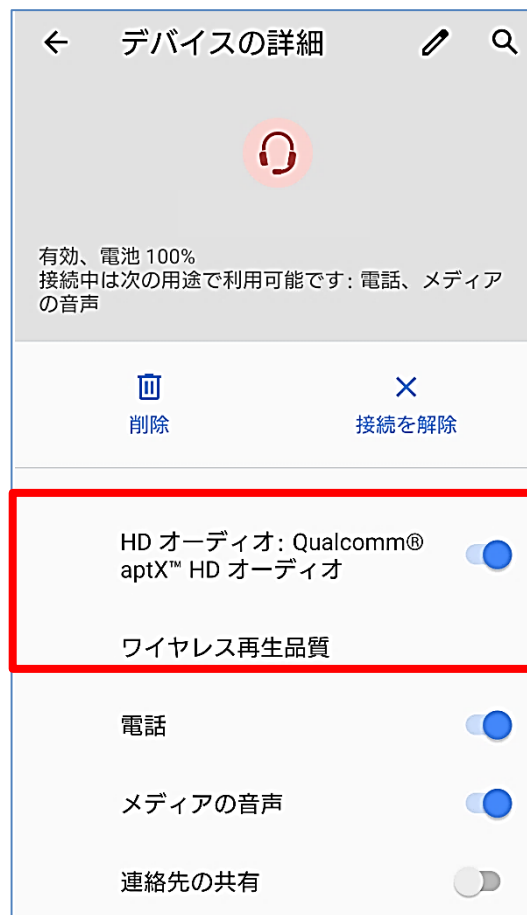 デバイスの詳細
有効、電池 100%
接続中は次の用途で利用可能です: 電話、メディア
の音声
削除
接続を解除
HD オーディオ: Qualcomm®
aptX™ HD オーディオ
ワイヤレス再生品質
電話
メディアの音声
連絡先の共有